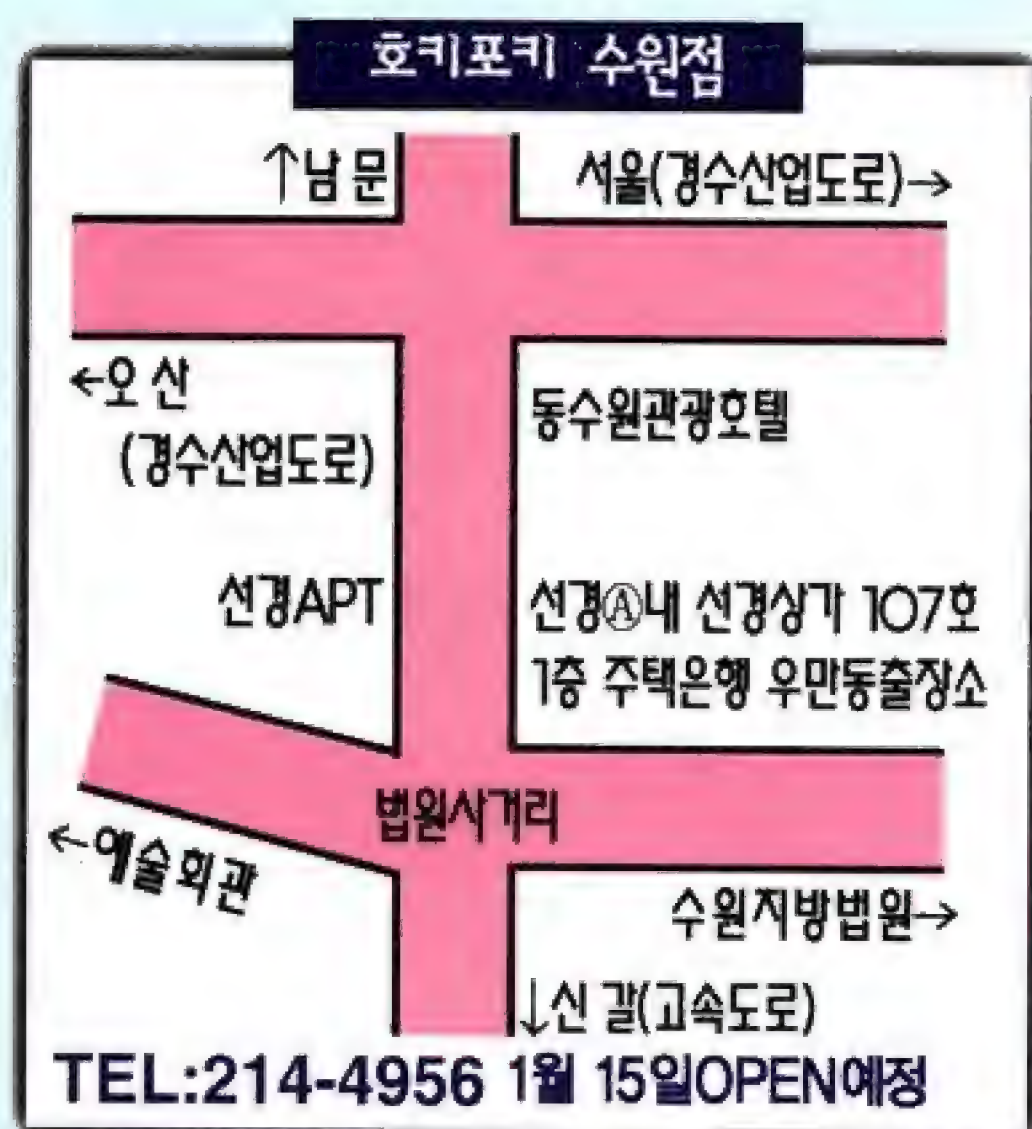 호키포키 수원점
↑남 문
서울(경수산업도로)→
←오 산
(경수산업도로)
동수원관광호텔
선경APT
선경Ⓐ내 선경상가 107호
1층 주택은행 우만동출장소
법원사거리
←예술회관
수원지방법원→
↓신 갈(고속도로)
TEL:214-4956 1월 15일OPEN예정